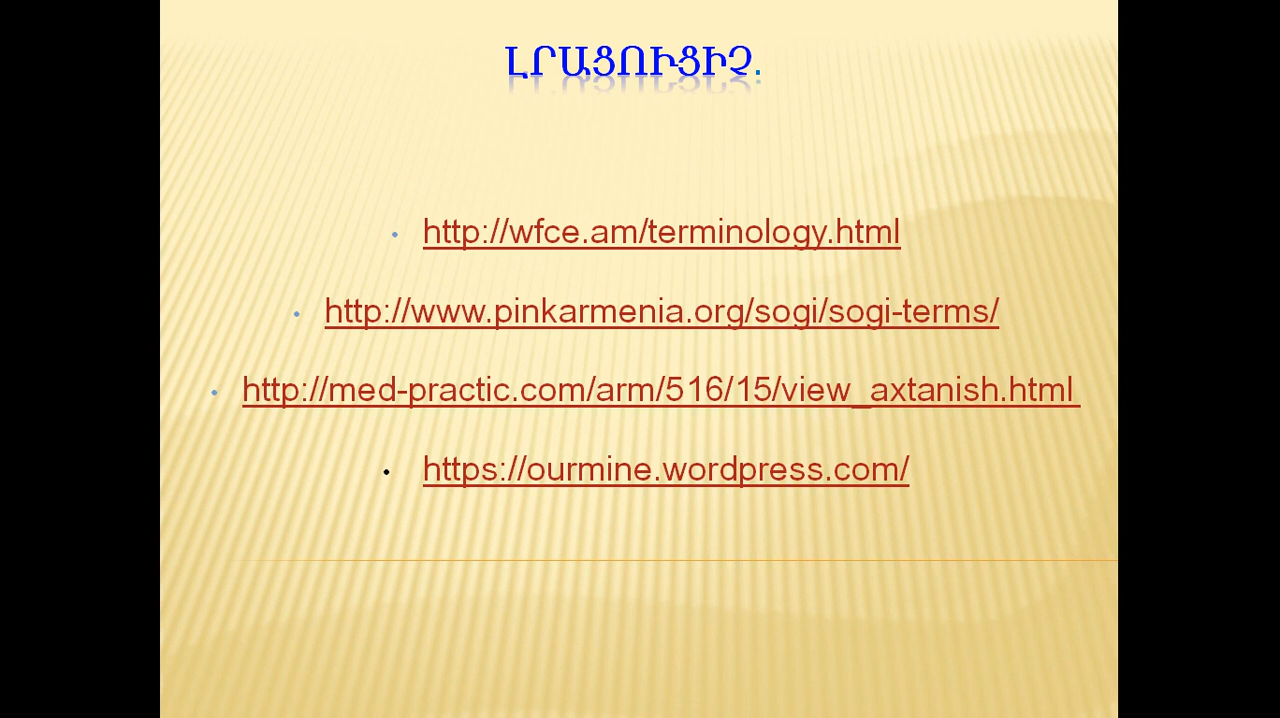 ԼՐԱՑՈՒՑԻՉ.
• http://wfce.am/terminology.html
• http://www.pinkarmenia.org/sogi/sogi-terms/
• http://med-practic.com/arm/516/15/view_axtanish.html
• https://ourmine.wordpress.com/